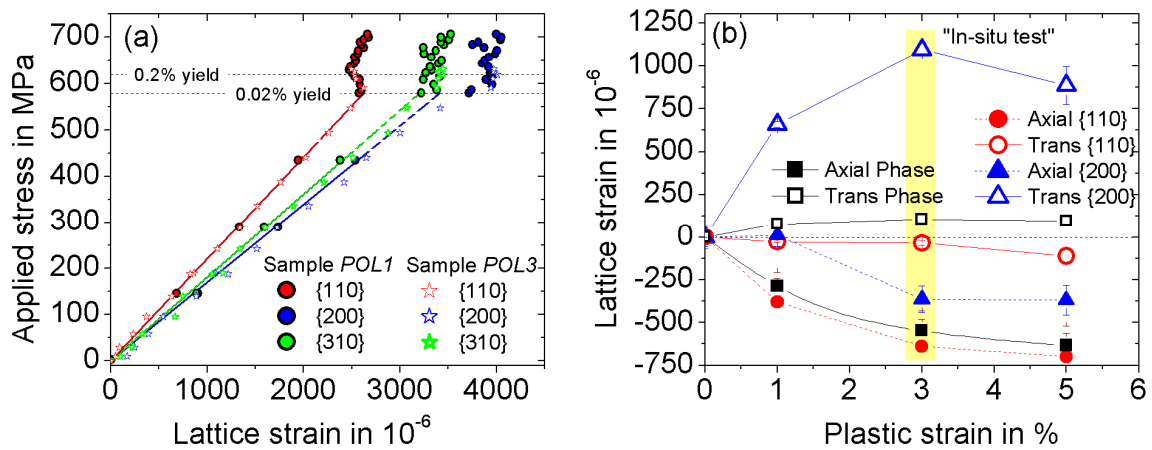 (a)
Applied stress in MPa
700
600
500
400
300
200
100
0
0.2% yield
0.02% yield
Sample POL1
{110}
{200}
{310}
Sample POL3
{110}
{200}
{310}
0 1000 2000 3000 4000
Lattice strain in 10⁻⁶
(b)
"In-situ test"
Lattice strain in 10⁻⁶
1250
1000
750
500
250
0
-250
-500
-750
Axial Phase
Trans Phase
Axial {110}
Trans {110}
Axial {200}
Trans {200}
0 1 2 3 4 5 6
Plastic strain in %